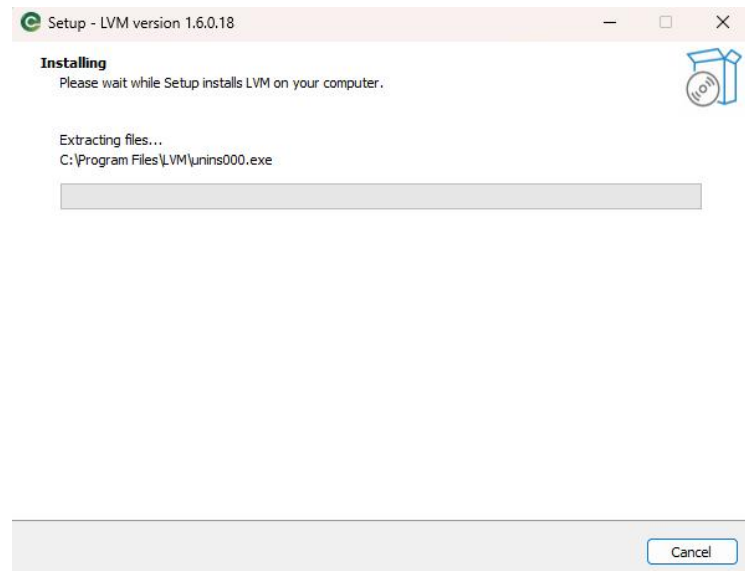 Setup - LVM version 1.6.0.18
Installing
Please wait while Setup installs LVM on your computer.
Extracting files...
C:\Program Files\LVM\unins000.exe
Cancel